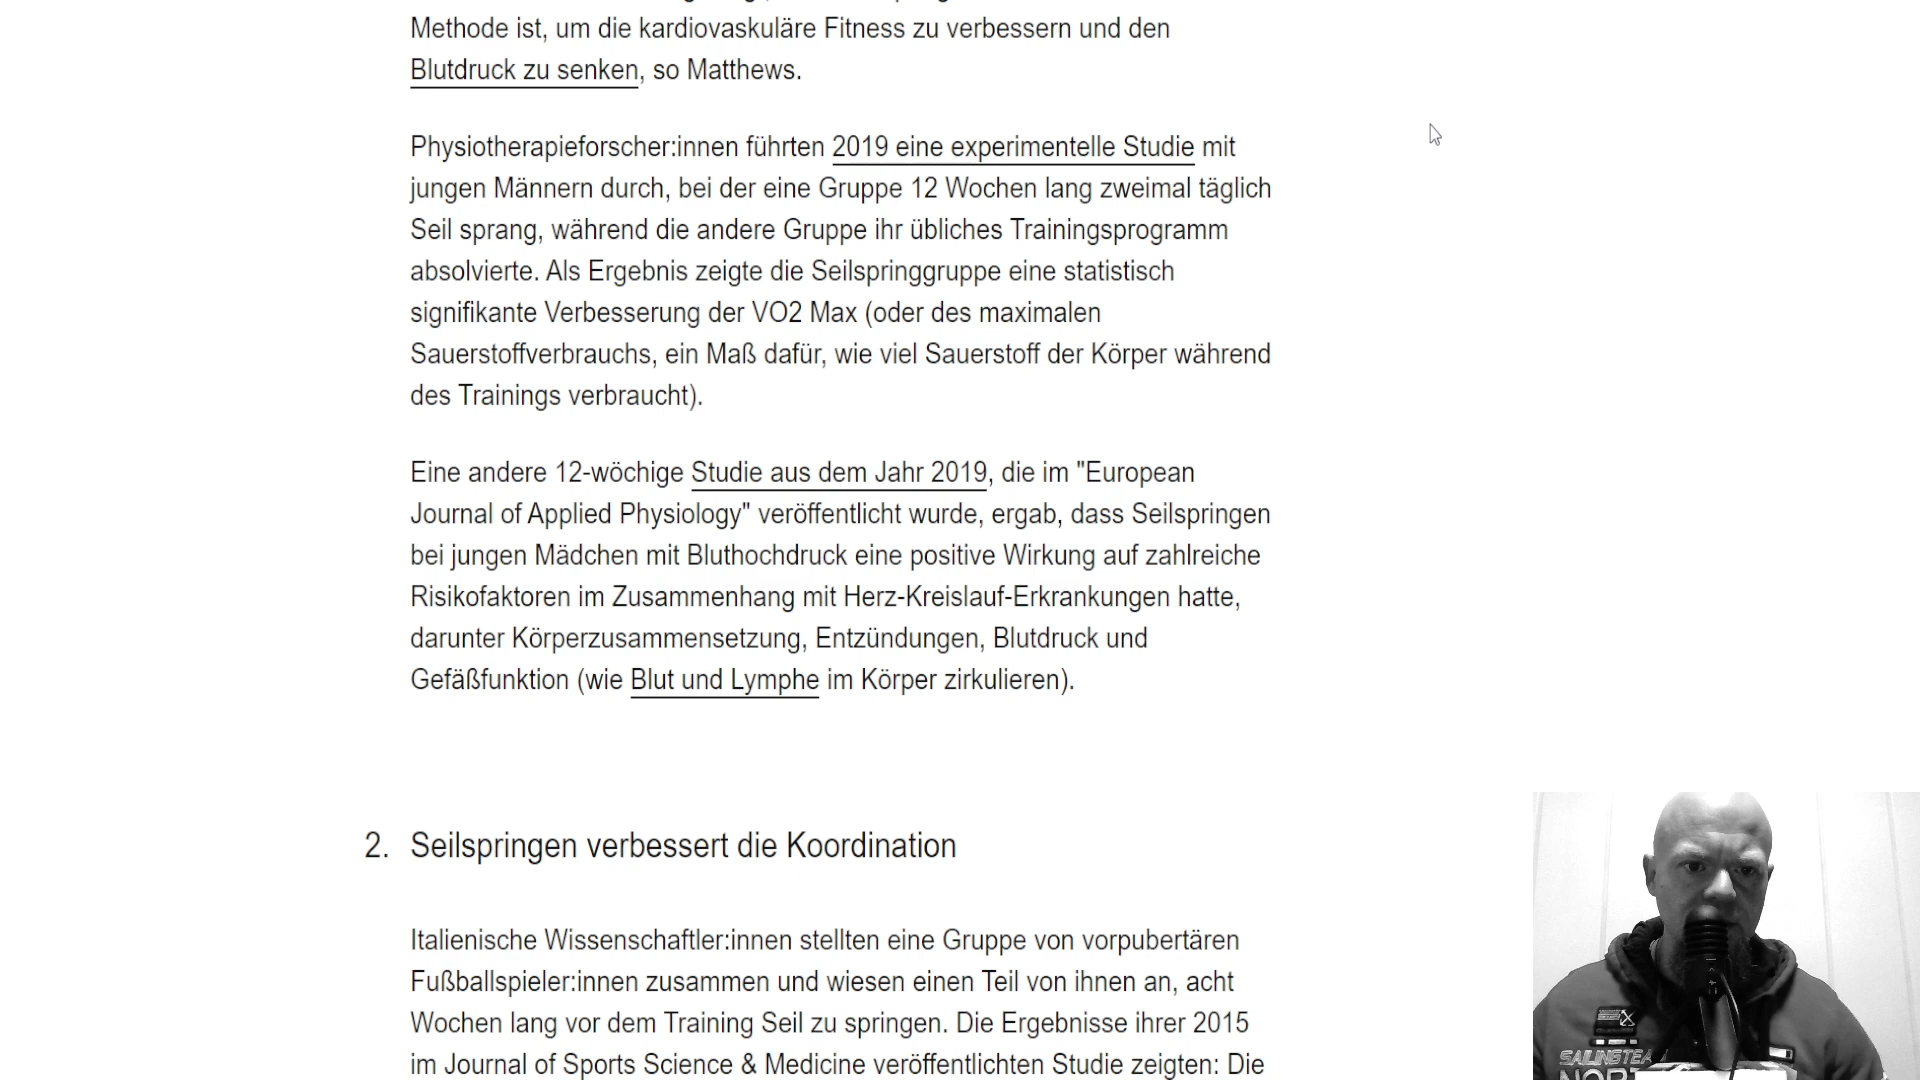 Methode ist, um die kardiovaskuläre Fitness zu verbessern und den
Blutdruck zu senken, so Matthews.
Physiotherapieforscher:innen führten 2019 eine experimentelle Studie mit
jungen Männern durch, bei der eine Gruppe 12 Wochen lang zweimal täglich
Seil sprang, während die andere Gruppe ihr übliches Trainingsprogramm
absolvierte. Als Ergebnis zeigte die Seilspringgruppe eine statistisch
signifikante Verbesserung der VO2 Max (oder des maximalen
Sauerstoffverbrauchs, ein Maß dafür, wie viel Sauerstoff der Körper während
des Trainings verbraucht).
Eine andere 12-wöchige Studie aus dem Jahr 2019, die im "European
Journal of Applied Physiology" veröffentlicht wurde, ergab, dass Seilspringen
bei jungen Mädchen mit Bluthochdruck eine positive Wirkung auf zahlreiche
Risikofaktoren im Zusammenhang mit Herz-Kreislauf-Erkrankungen hatte,
darunter Körperzusammensetzung, Entzündungen, Blutdruck und
Gefäßfunktion (wie Blut und Lymphe im Körper zirkulieren).
2. Seilspringen verbessert die Koordination
Italienische Wissenschaftler:innen stellten eine Gruppe von vorpubertären
Fußballspieler:innen zusammen und wiesen einen Teil von ihnen an, acht
Wochen lang vor dem Training Seil zu springen. Die Ergebnisse ihrer 2015
im Journal of Sports Science & Medicine veröffentlichten Studie zeigten: Die